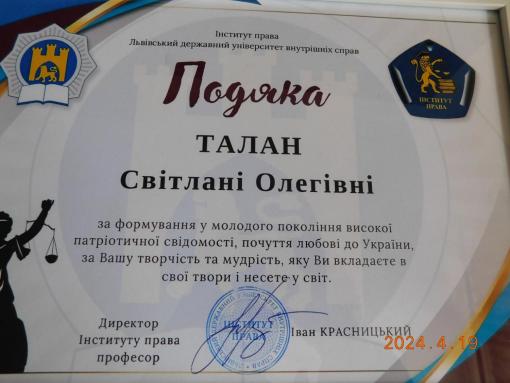 Інститут права
Львівський державний університет внутрішніх справ
Подяка
ІНСТИТУТ
ПРАВА
ТАЛАН
Світлані Олегівні
за формування у молодого покоління високої
патріотичної свідомості, почуття любові до України,
за Вашу творчість та мудрість, яку Ви вкладаєте в
свої твори і несете у світ.
Директор
Інституту права
професор
ІНСТИТУТ
ПРАВА
Іван КРАСНИЦЬКИЙ
2024.4.19